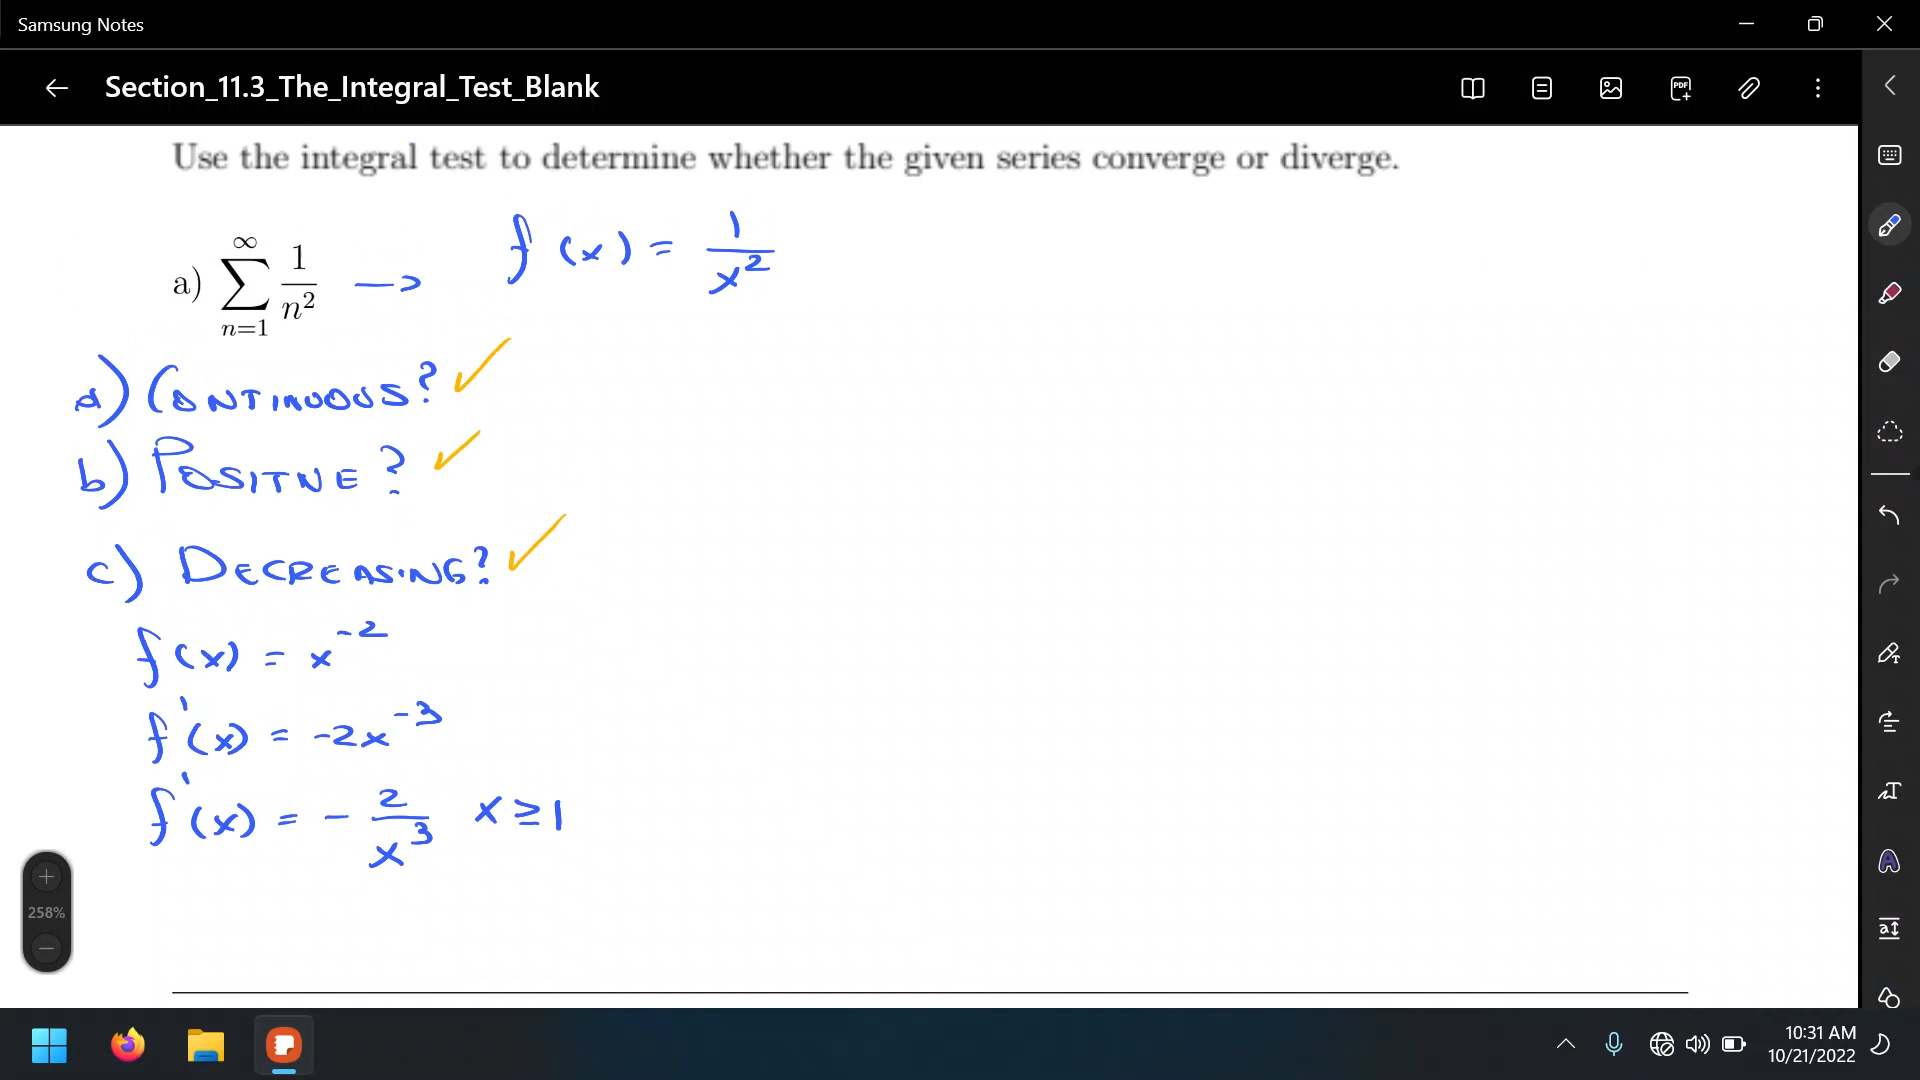 Samsung Notes
Section_11.3_The_Integral_Test_Blank
Use the integral test to determine whether the given series converge or diverge.
a) ∑_{n=1}^{∞} 1/n² —> f(x) = 1/x²
a) CONTINUOUS? ✓
b) POSITIVE? ✓
c) DECREASING? ✓
f(x) = x^{-2}
f'(x) = -2x^{-3}
f'(x) = - 2/x³ x ≥ 1
258%
10:31 AM
10/21/2022